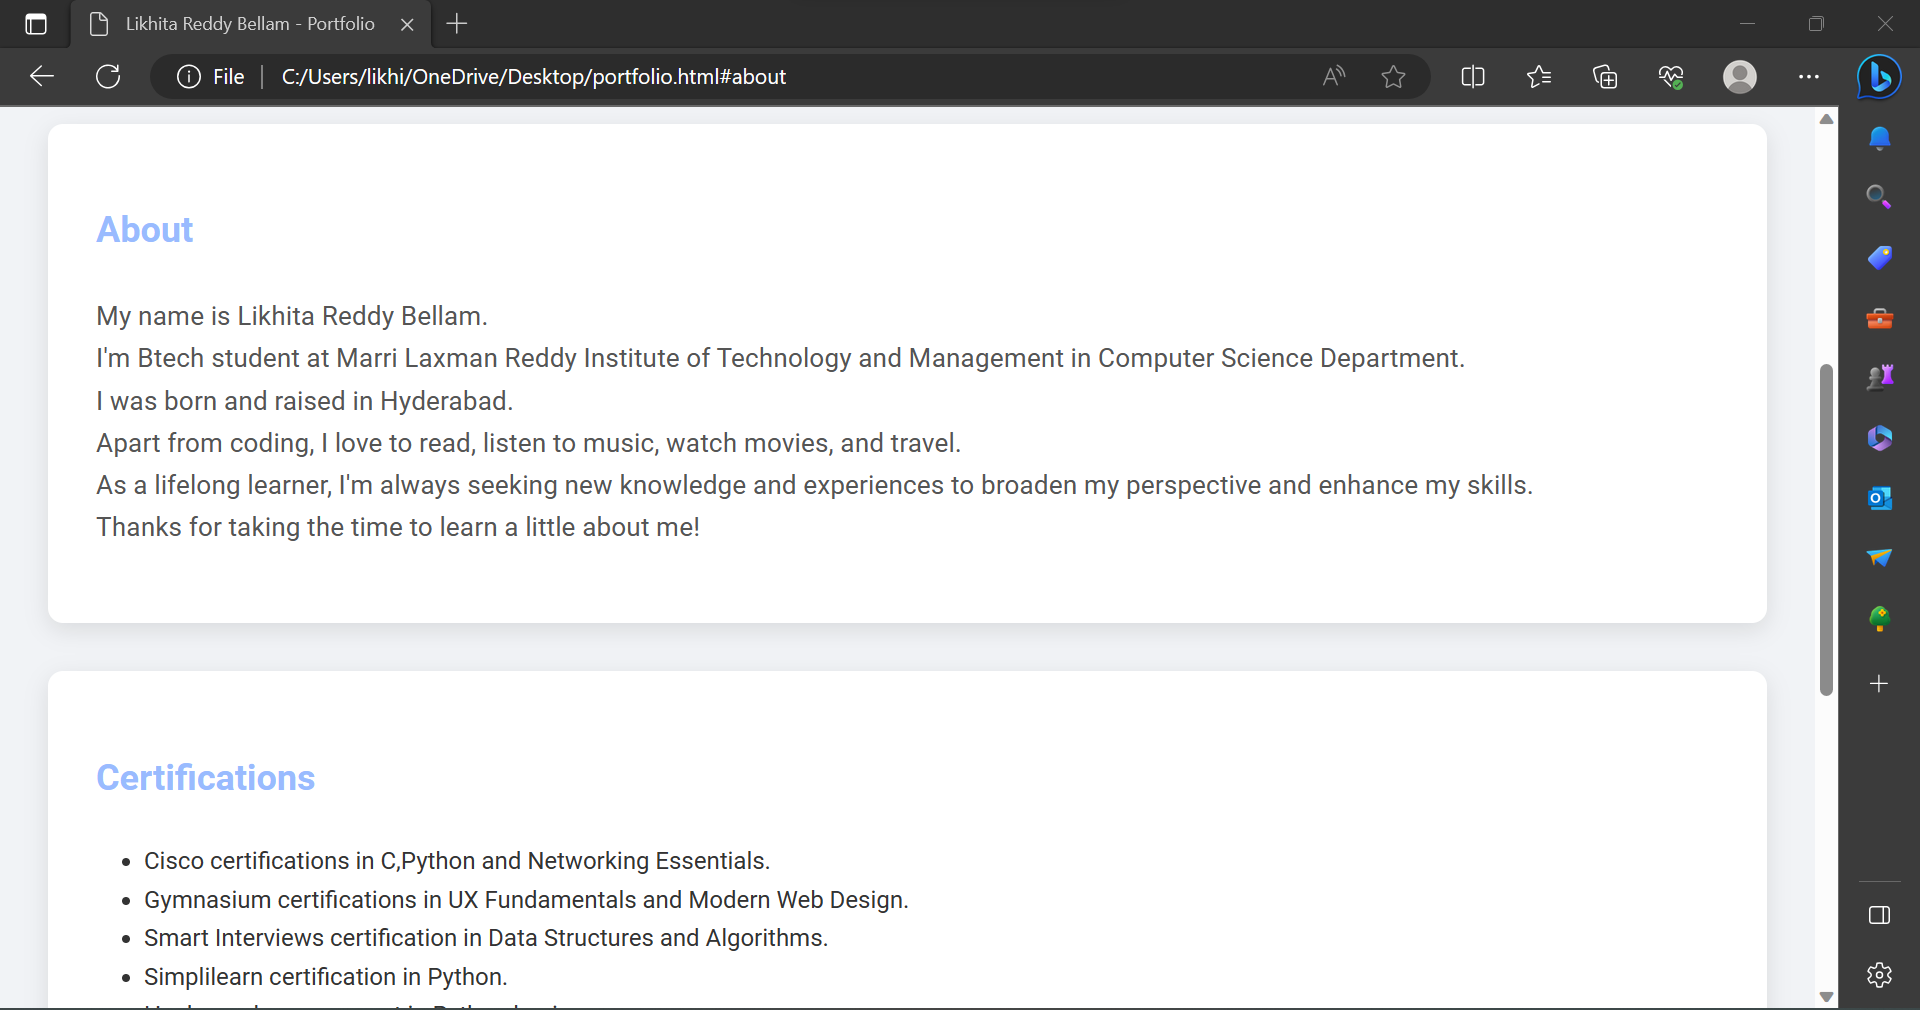 Likhita Reddy Bellam - Portfolio
File
C:/Users/likhi/OneDrive/Desktop/portfolio.html#about
About
My name is Likhita Reddy Bellam.
I'm Btech student at Marri Laxman Reddy Institute of Technology and Management in Computer Science Department.
I was born and raised in Hyderabad.
Apart from coding, I love to read, listen to music, watch movies, and travel.
As a lifelong learner, I'm always seeking new knowledge and experiences to broaden my perspective and enhance my skills.
Thanks for taking the time to learn a little about me!
Certifications
Cisco certifications in C,Python and Networking Essentials.
Gymnasium certifications in UX Fundamentals and Modern Web Design.
Smart Interviews certification in Data Structures and Algorithms.
Simplilearn certification in Python.